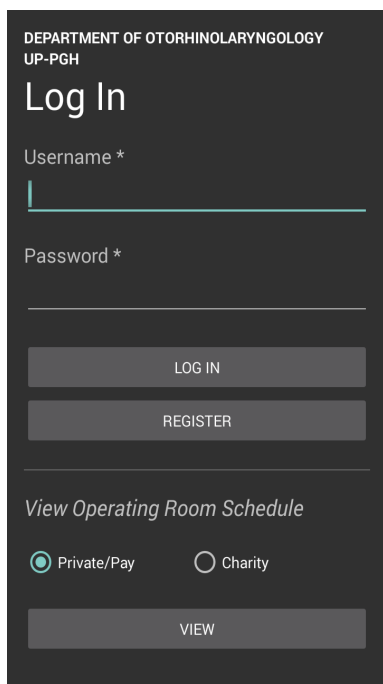 DEPARTMENT OF OTORHINOLARYNGOLOGY
UP-PGH
Log In
Username *
Password *
LOG IN
REGISTER
View Operating Room Schedule
Private/Pay Charity
VIEW